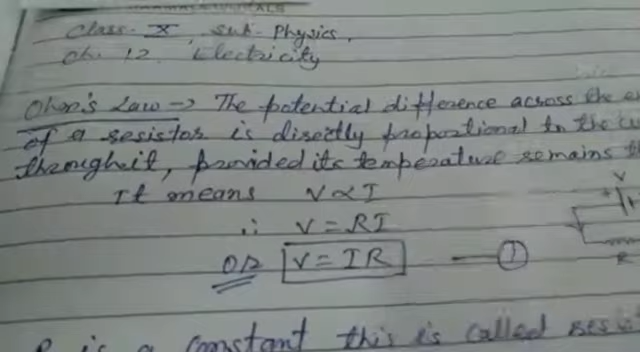 Class- X, sub- Physics,
Ch. 12, Electricity
Ohm's Law → The potential difference across the
of a resistor is directly proportional to the
through it, provided its temperature remains
It means V ∝ I
∴ V = RI
OR V = IR — ①
V
R
R is a constant this is called